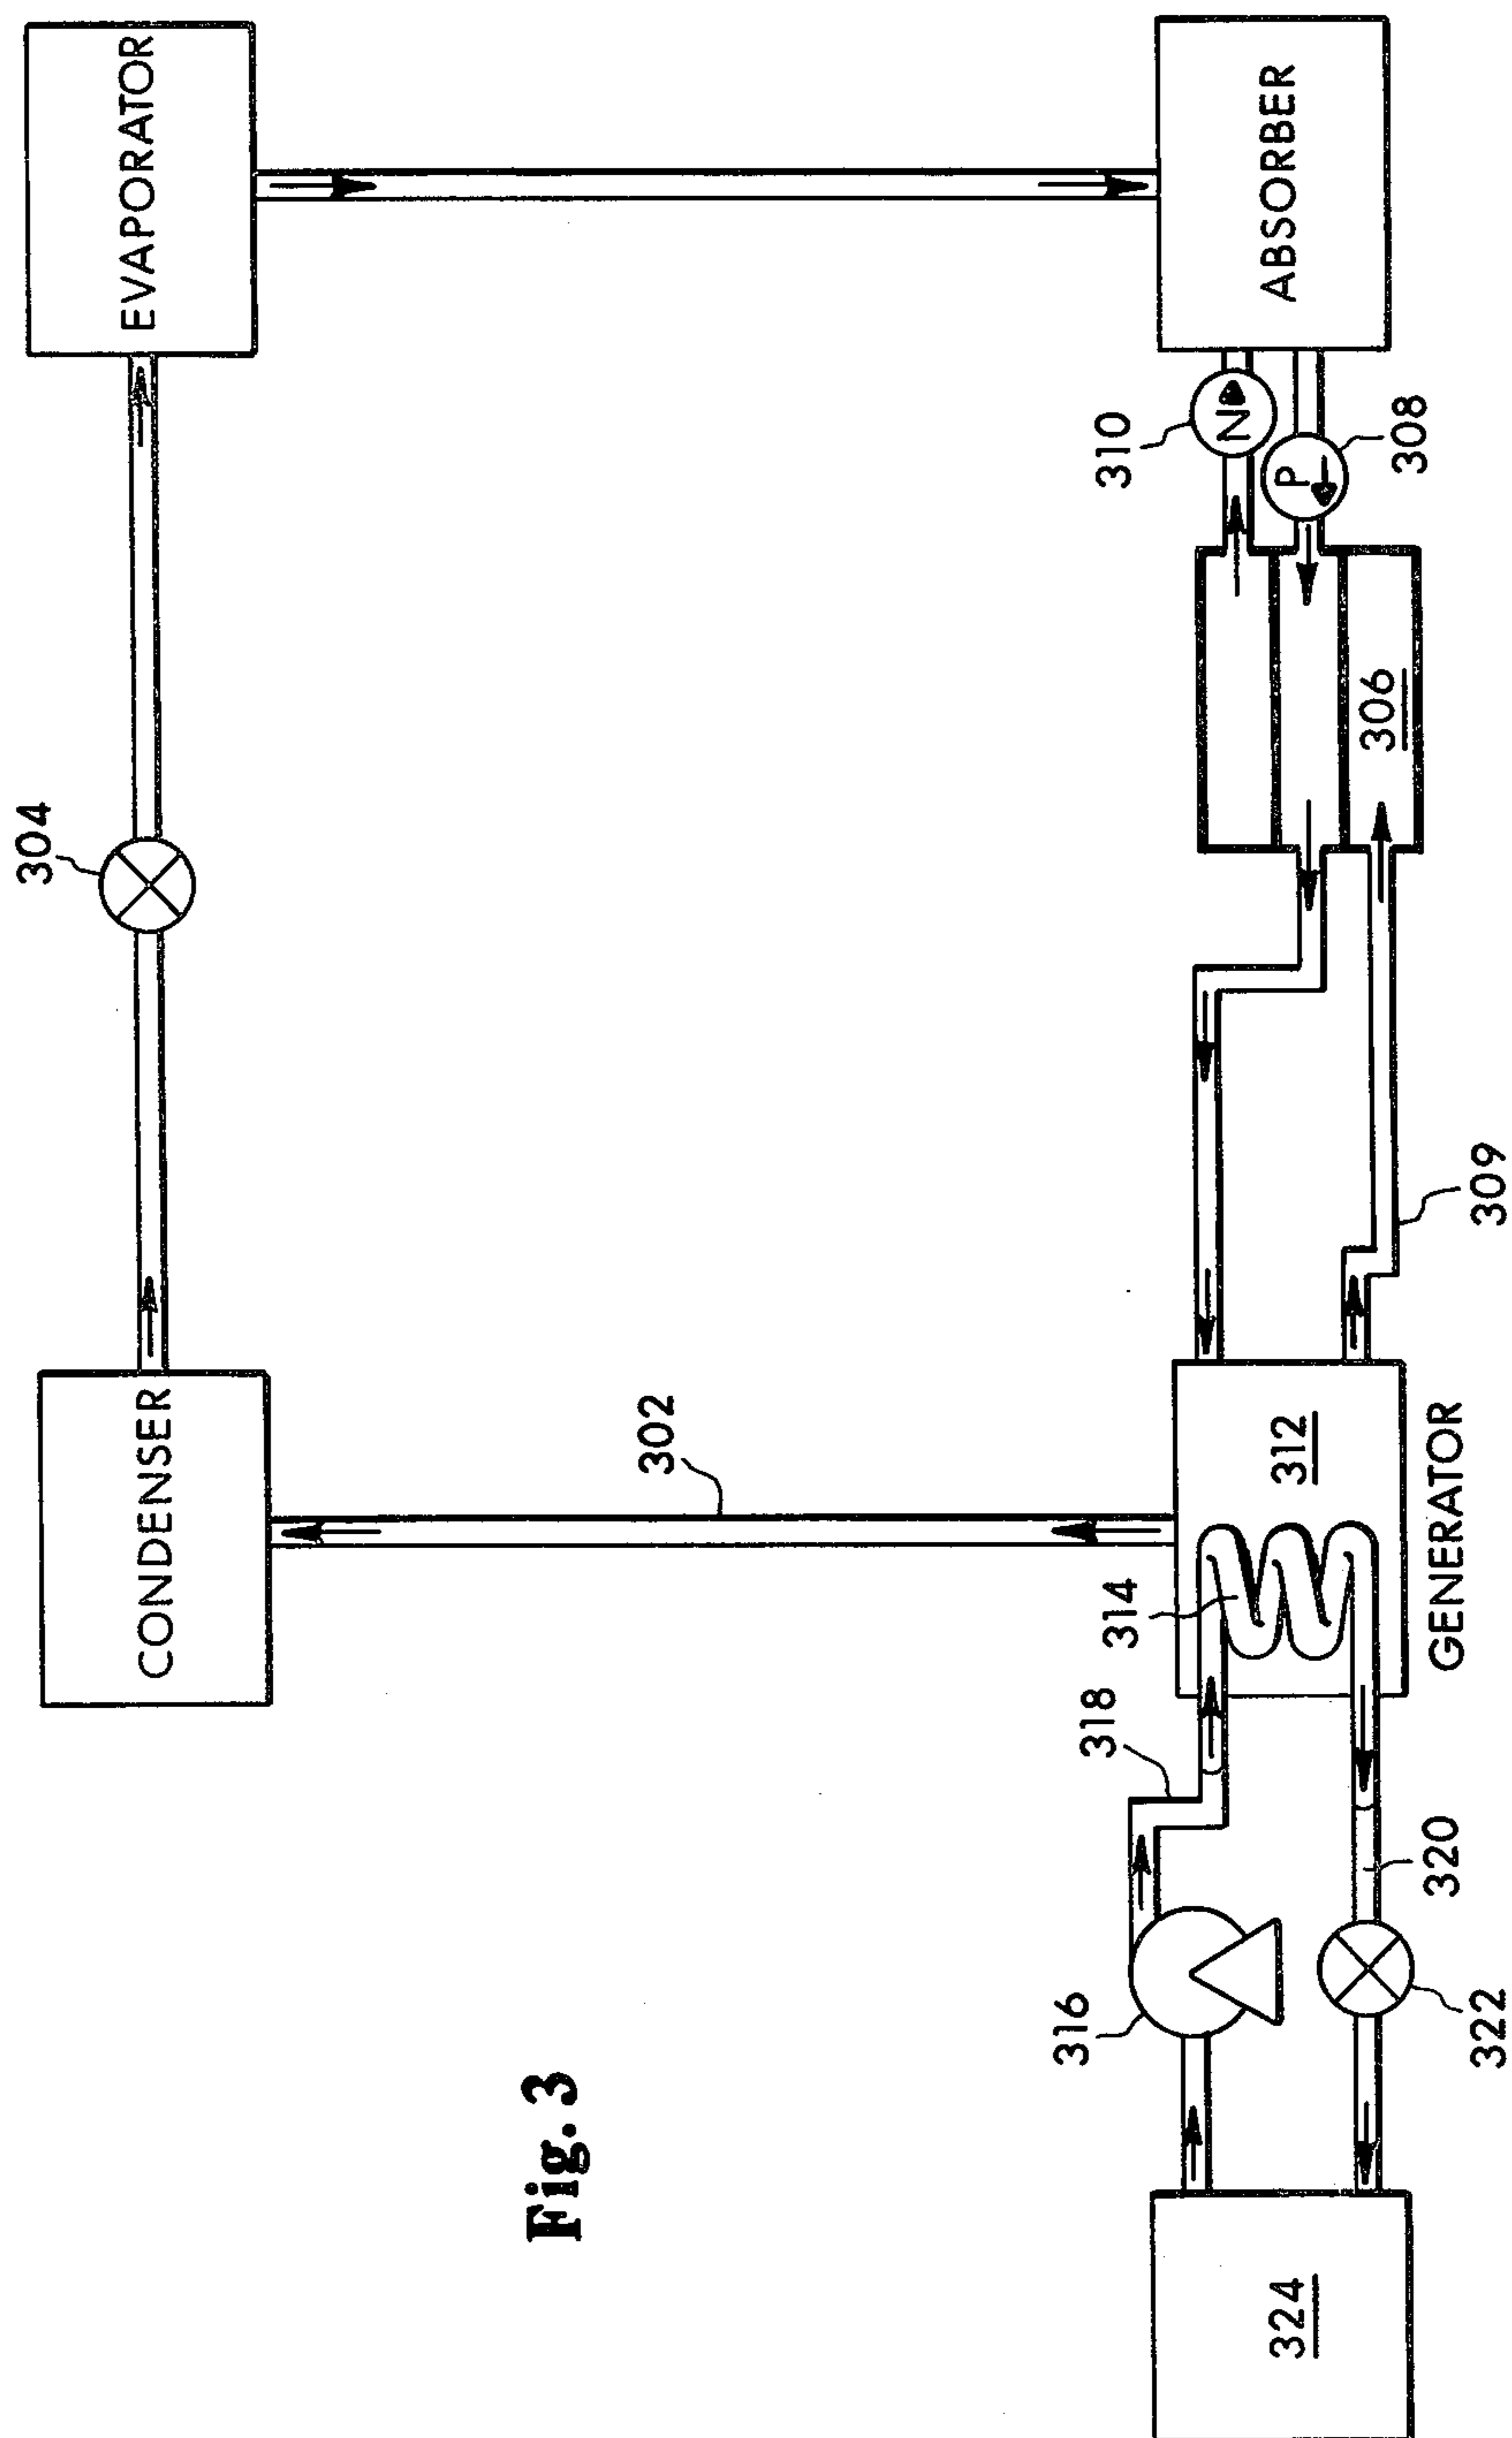 EVAPORATOR
304
CONDENSER
302
ABSORBER
310
N
P
308
306
309
312
GENERATOR
314
318
316
320
322
324
Fig. 3